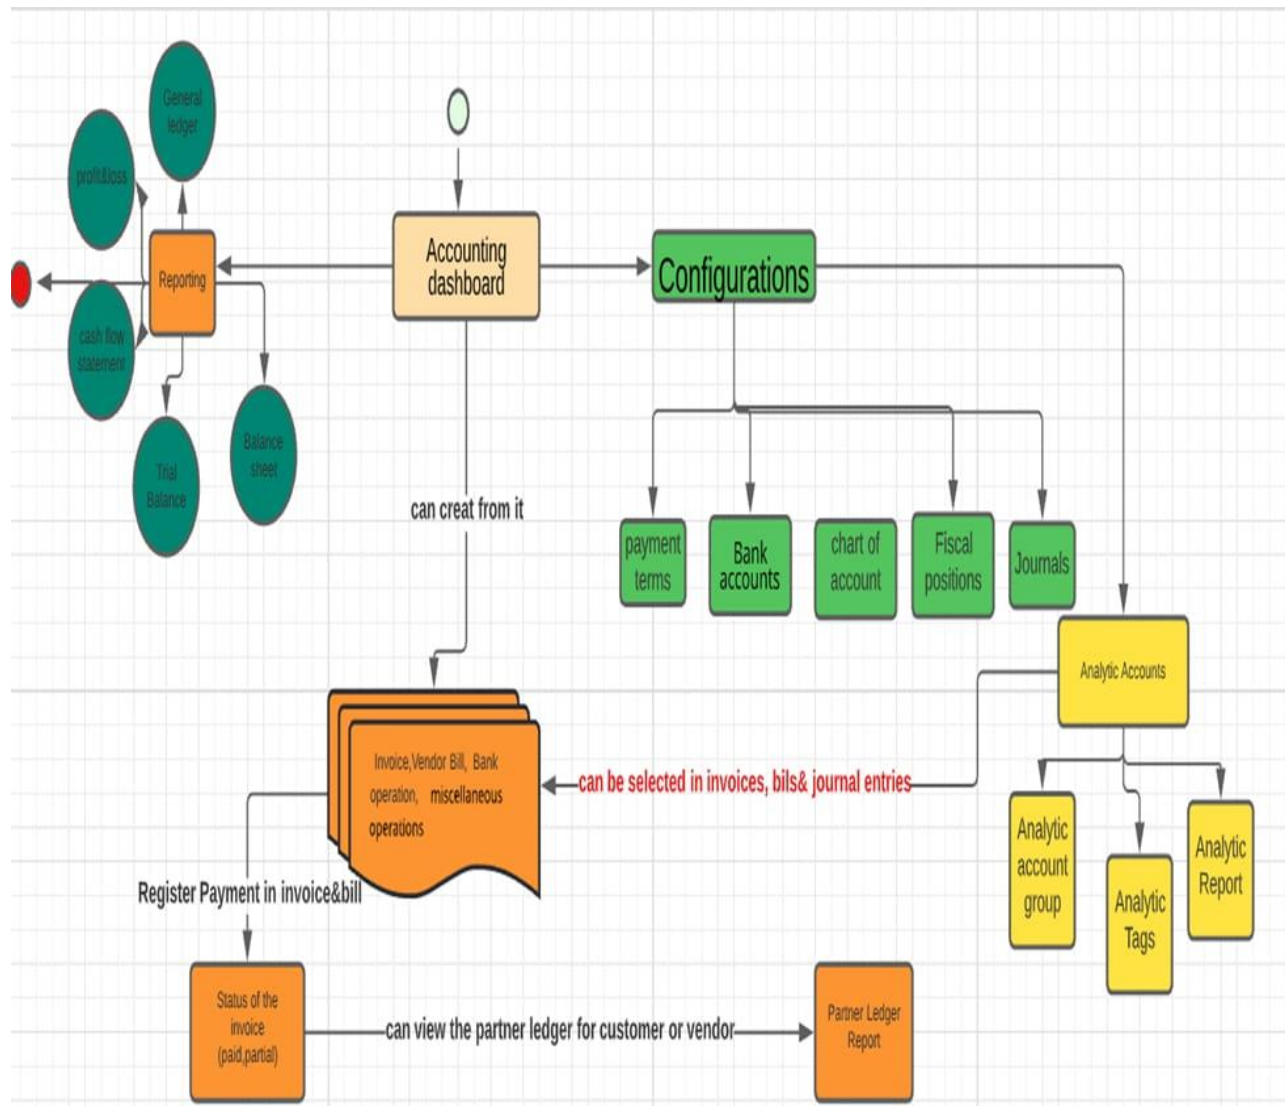 General
ledger
profit&loss
Accounting
dashboard
Configurations
Reporting
cash flow
statement
Balance
sheet
Trial
Balance
can creat from it
payment
terms
Bank
accounts
chart of
account
Fiscal
positions
Journals
Analytic Accounts
Invoice,Vendor Bill, Bank
operation, miscellaneous
operations
can be selected in invoices, bils& journal entries
Analytic
account
group
Analytic
Tags
Analytic
Report
Register Payment in invoice&bill
Status of the
invoice
(paid,partial)
can view the partner ledger for customer or vendor
Partner Ledger
Report